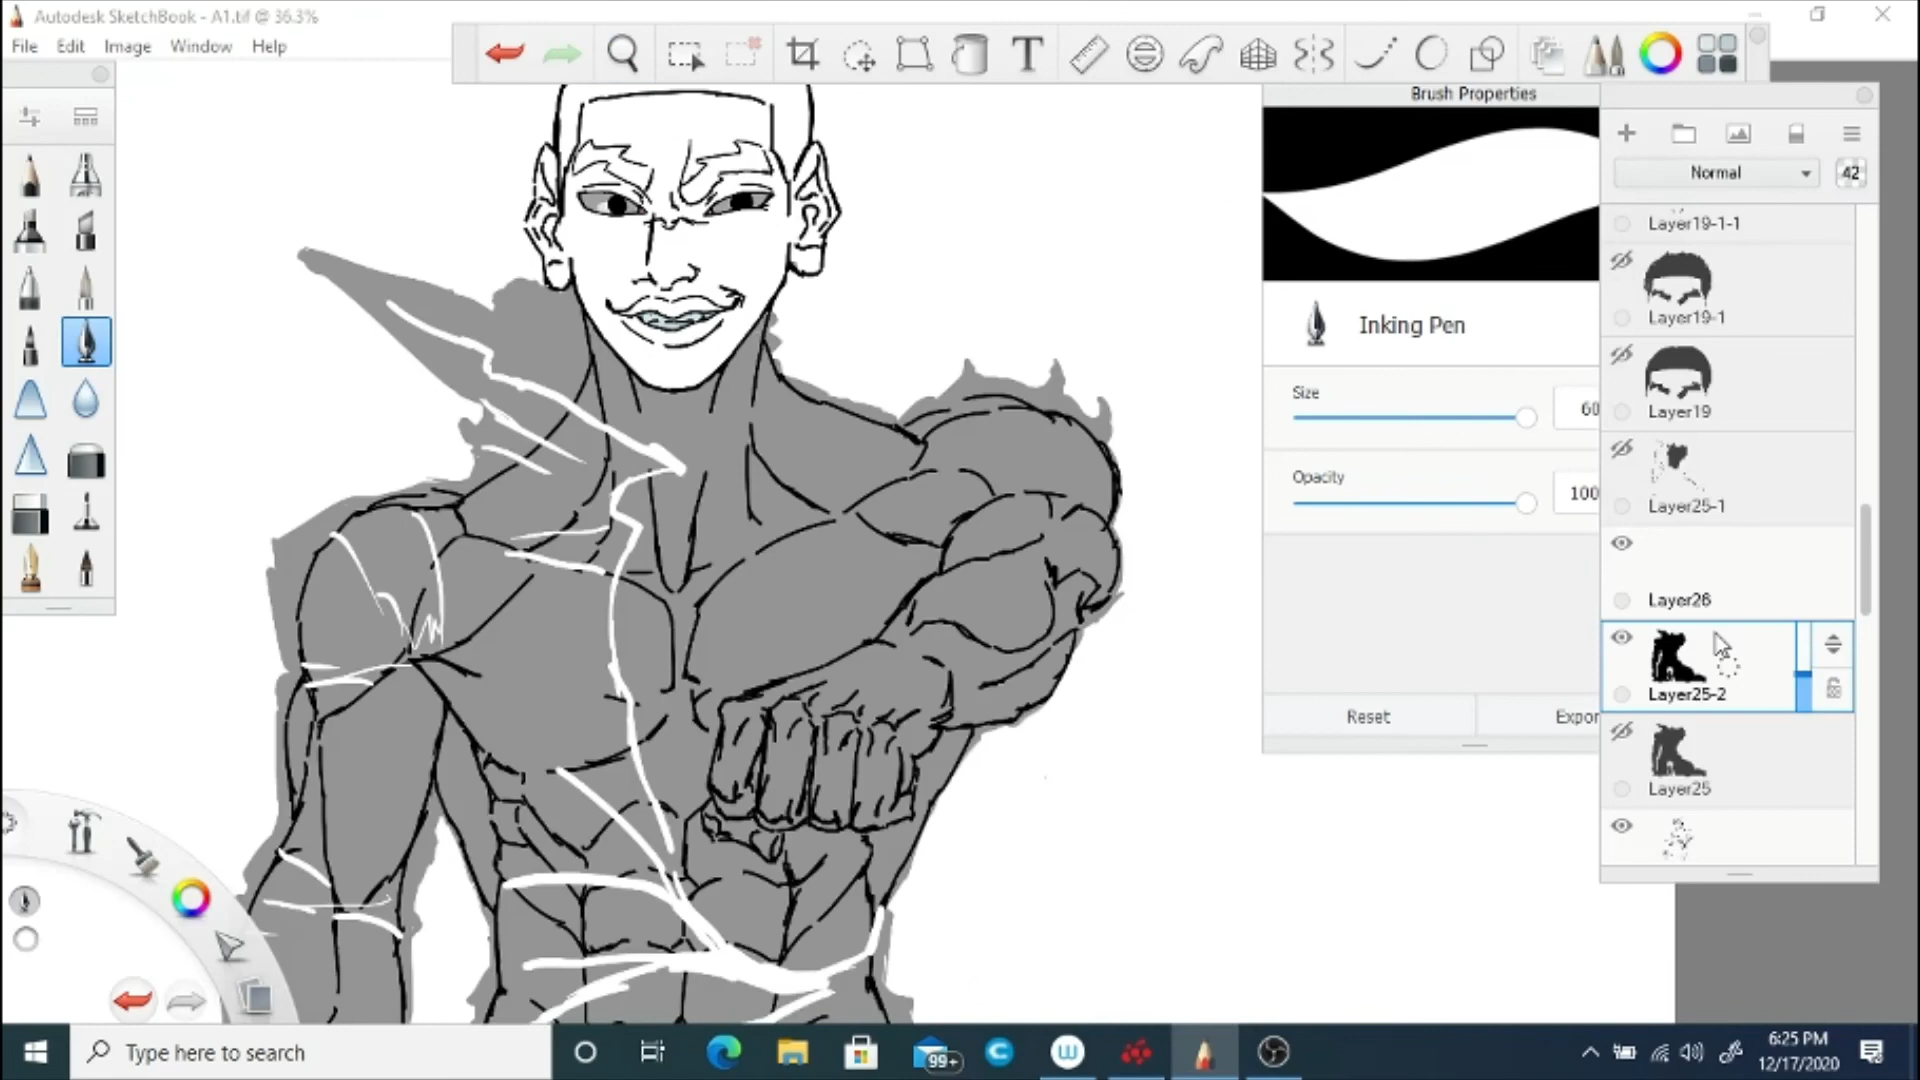 Autodesk SketchBook - A1.tif @ 36.3%
File Edit Image Window Help
T
Brush Properties
Normal
42
Layer19-1-1
Layer19-1
Inking Pen
Layer19
Size
60
Opacity
100
Layer25-1
Layer26
Layer25-2
Reset
Expor
Layer25
Type here to search
99+
6:25 PM
12/17/2020